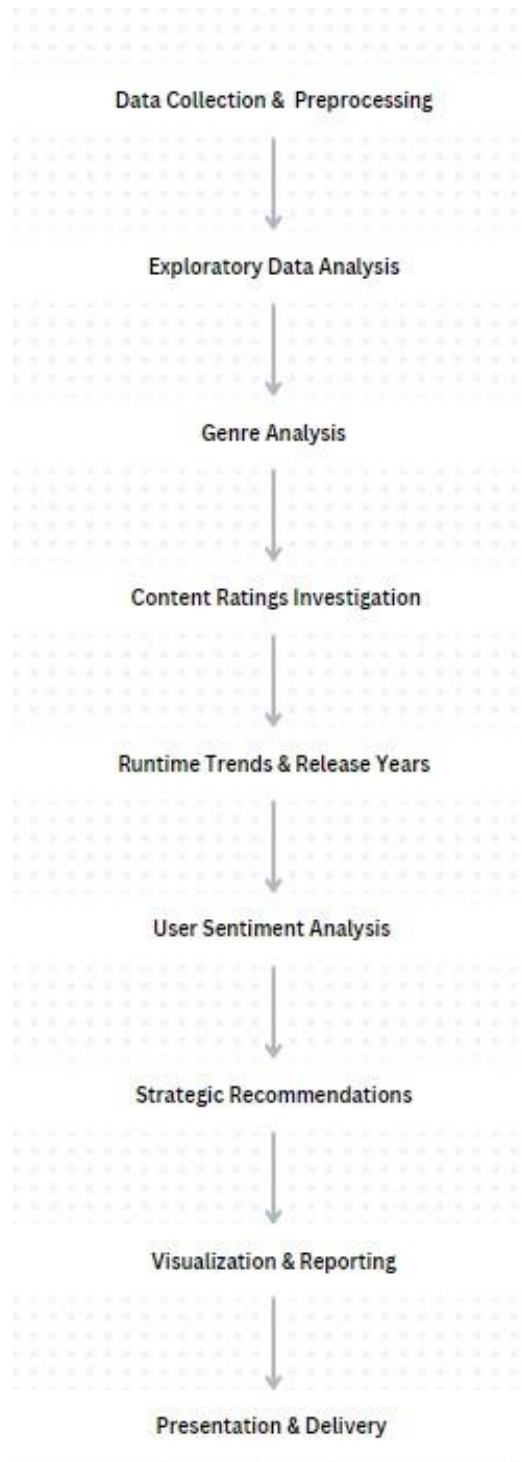 Data Collection & Preprocessing
Exploratory Data Analysis
Genre Analysis
Content Ratings Investigation
Runtime Trends & Release Years
User Sentiment Analysis
Strategic Recommendations
Visualization & Reporting
Presentation & Delivery